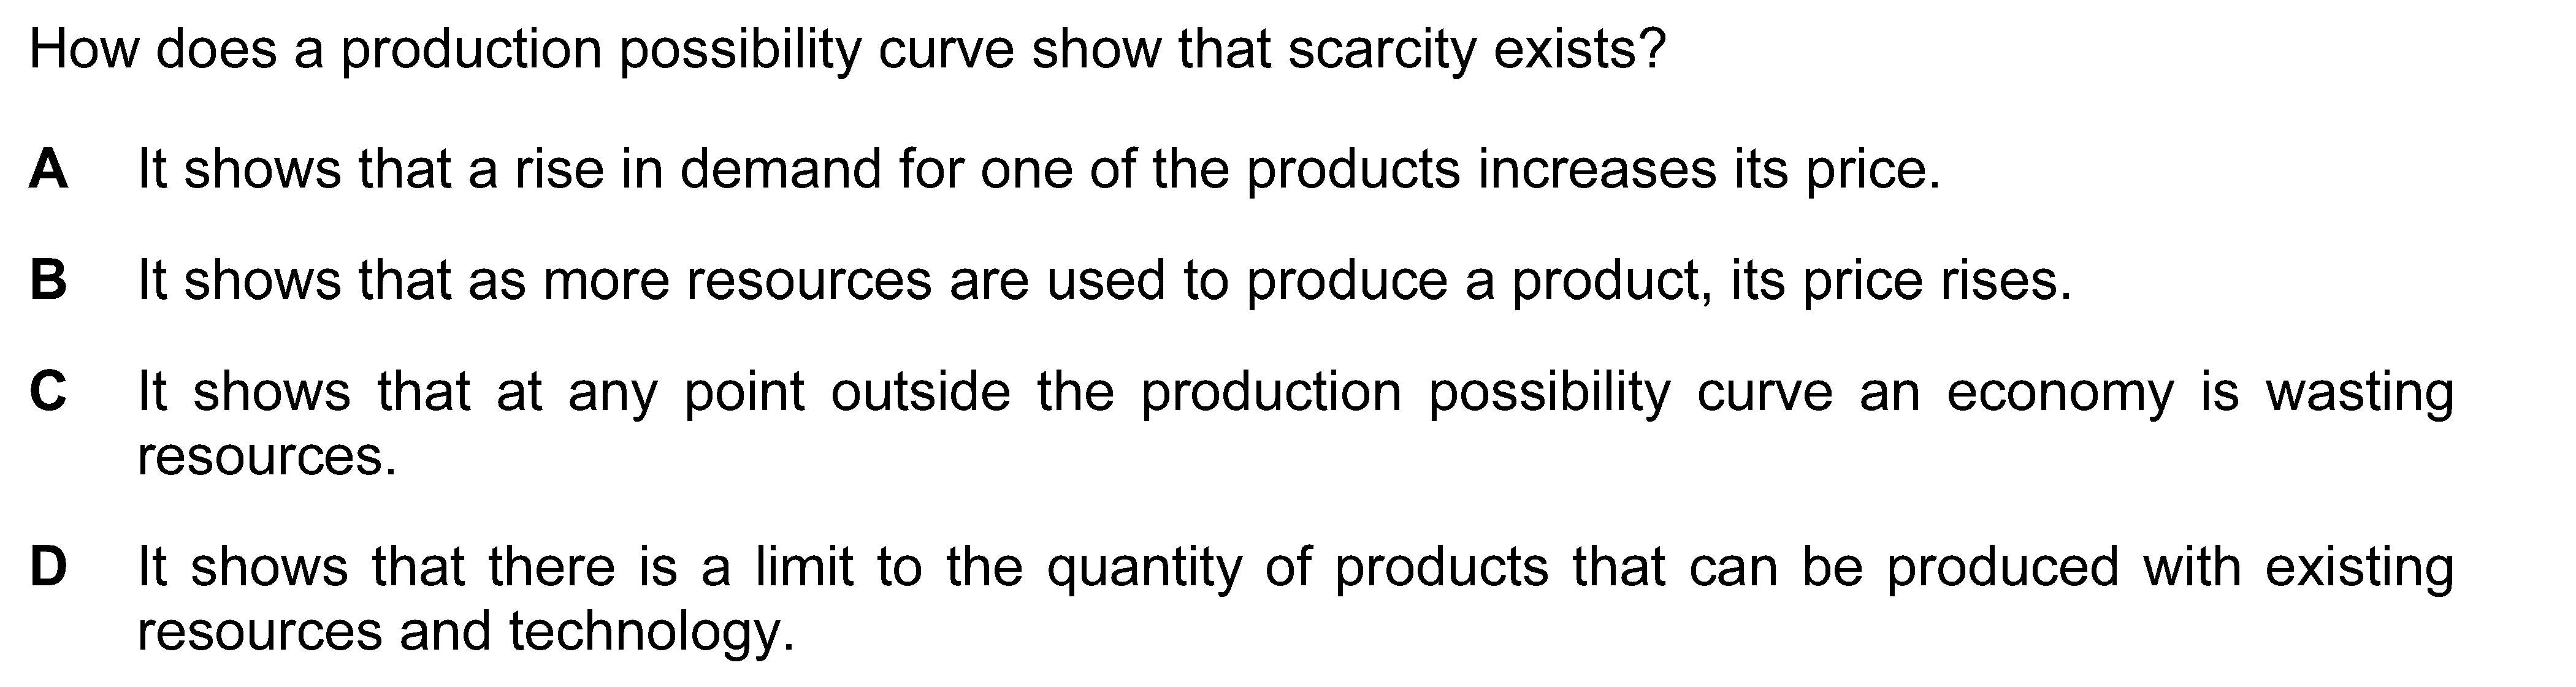 How does a production possibility curve show that scarcity exists?
A It shows that a rise in demand for one of the products increases its price.
B It shows that as more resources are used to produce a product, its price rises.
C It shows that at any point outside the production possibility curve an economy is wasting
resources.
D It shows that there is a limit to the quantity of products that can be produced with existing
resources and technology.